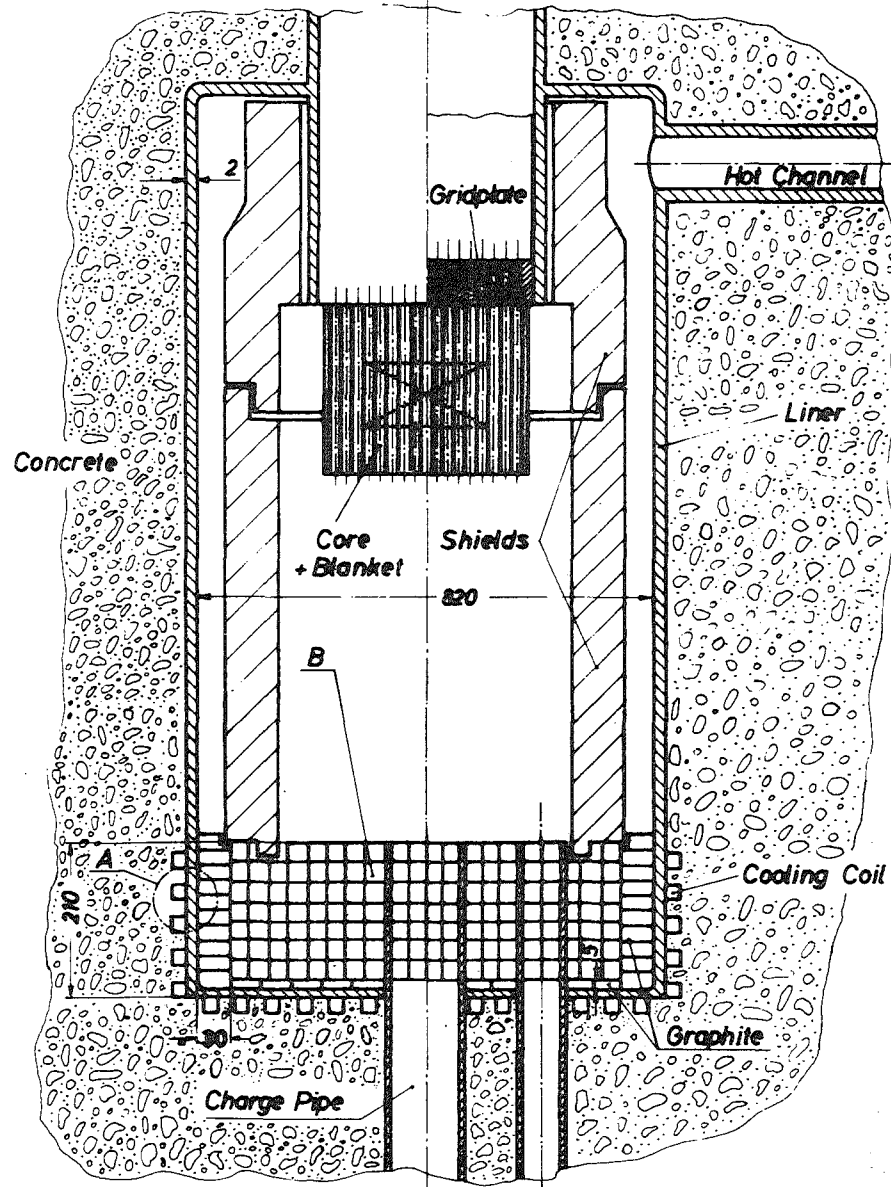 2
Hot Channel
Gridplate
Liner
Concrete
Core
+ Blanket
Shields
820
B
A
210
Cooling Coil
5
30
Graphite
Charge Pipe